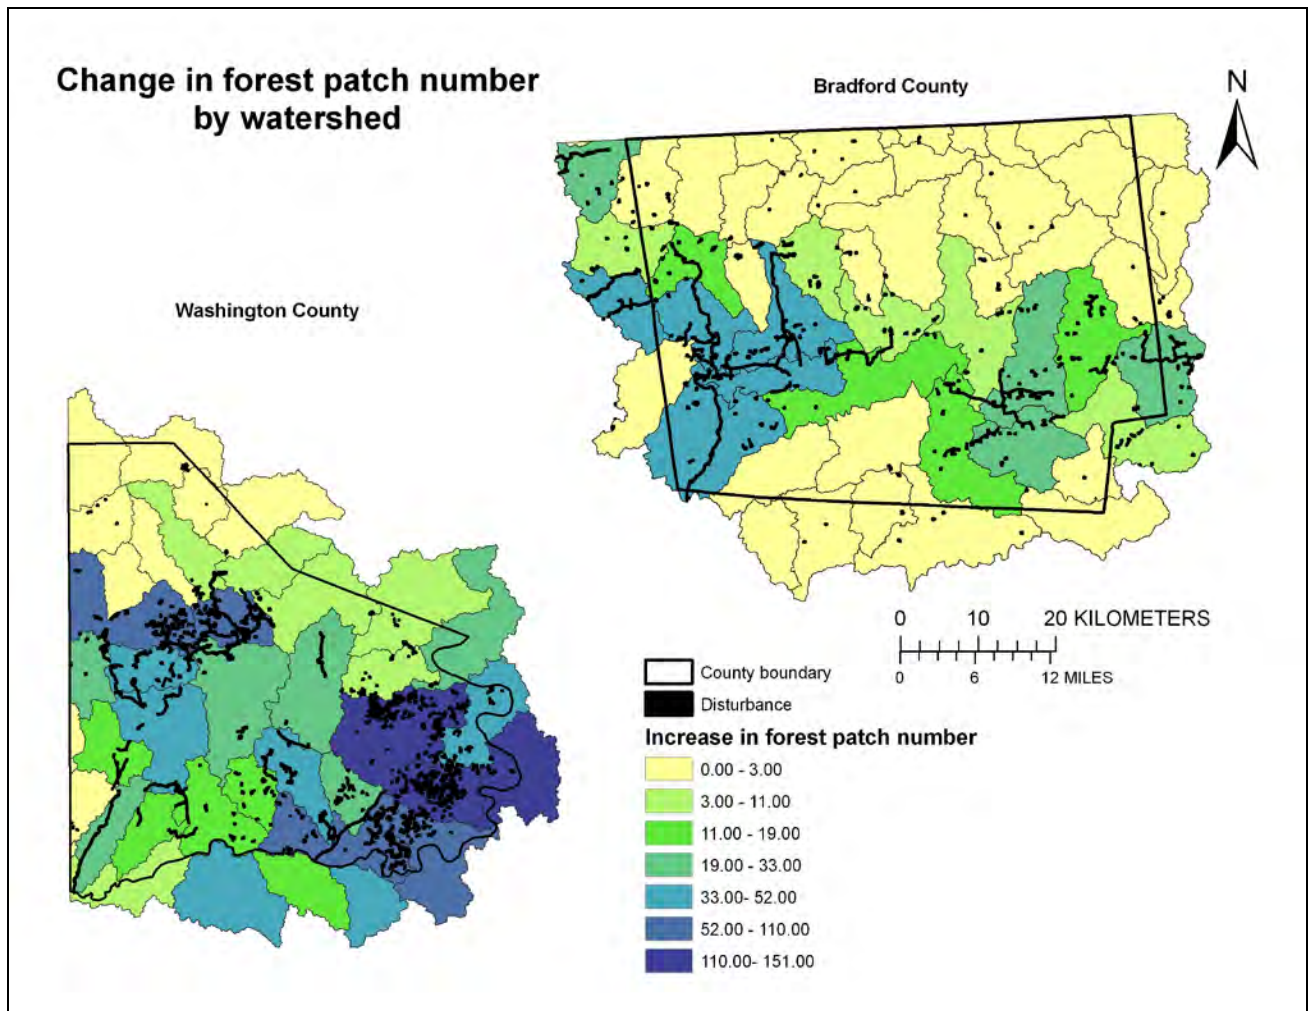 Change in forest patch number
by watershed
Bradford County
N
Washington County
0 10 20 KILOMETERS
0 6 12 MILES
County boundary
Disturbance
Increase in forest patch number
0.00 - 3.00
3.00 - 11.00
11.00 - 19.00
19.00 - 33.00
33.00- 52.00
52.00 - 110.00
110.00- 151.00